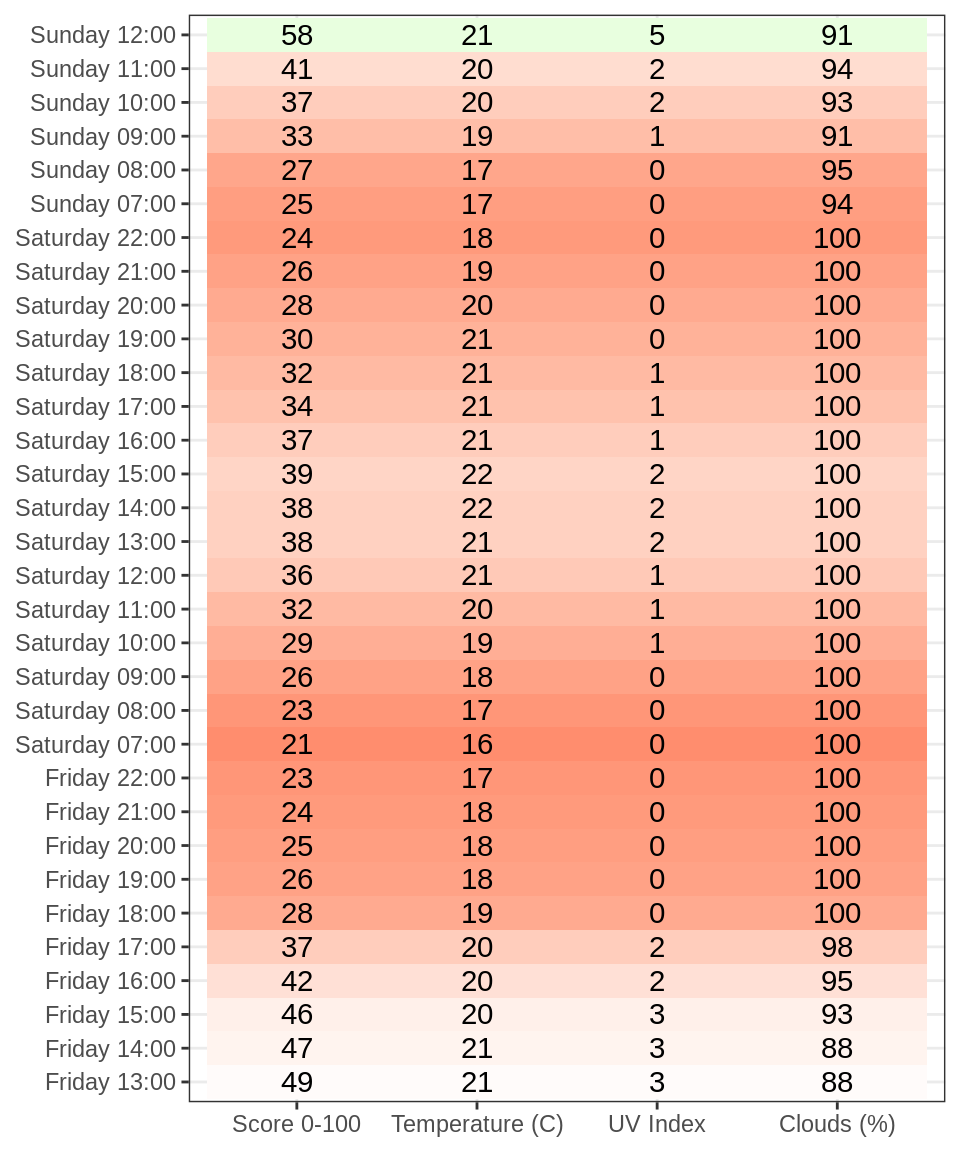 Sunday 12:00 58 21 5 91
Sunday 11:00 41 20 2 94
Sunday 10:00 37 20 2 93
Sunday 09:00 33 19 1 91
Sunday 08:00 27 17 0 95
Sunday 07:00 25 17 0 94
Saturday 22:00 24 18 0 100
Saturday 21:00 26 19 0 100
Saturday 20:00 28 20 0 100
Saturday 19:00 30 21 0 100
Saturday 18:00 32 21 1 100
Saturday 17:00 34 21 1 100
Saturday 16:00 37 21 1 100
Saturday 15:00 39 22 2 100
Saturday 14:00 38 22 2 100
Saturday 13:00 38 21 2 100
Saturday 12:00 36 21 1 100
Saturday 11:00 32 20 1 100
Saturday 10:00 29 19 1 100
Saturday 09:00 26 18 0 100
Saturday 08:00 23 17 0 100
Saturday 07:00 21 16 0 100
Friday 22:00 23 17 0 100
Friday 21:00 24 18 0 100
Friday 20:00 25 18 0 100
Friday 19:00 26 18 0 100
Friday 18:00 28 19 0 100
Friday 17:00 37 20 2 98
Friday 16:00 42 20 2 95
Friday 15:00 46 20 3 93
Friday 14:00 47 21 3 88
Friday 13:00 49 21 3 88
Score 0-100 Temperature (C) UV Index Clouds (%)